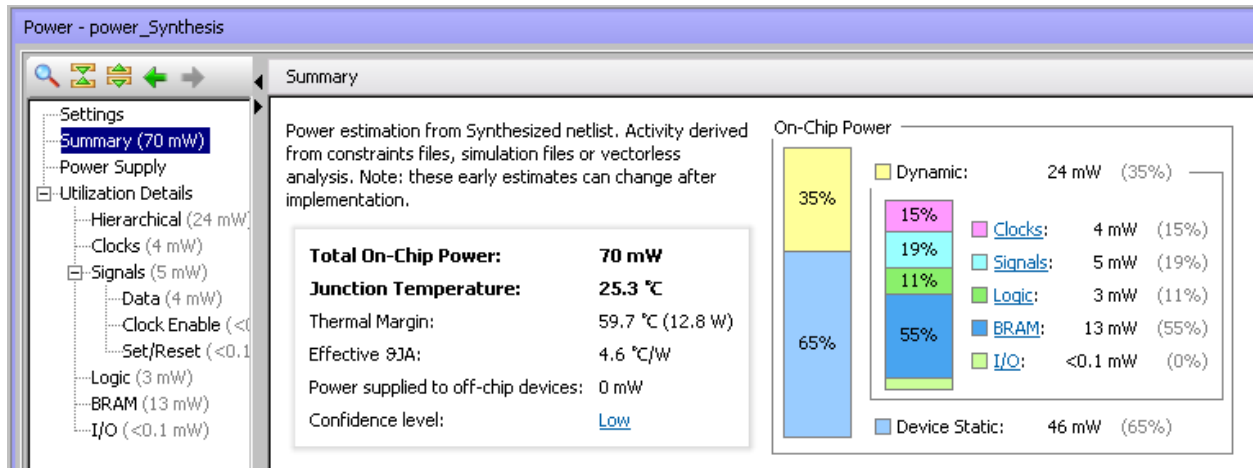 Power - power_Synthesis
Settings
Summary (70 mW)
Power Supply
Utilization Details
Hierarchical (24 mW)
Clocks (4 mW)
Signals (5 mW)
Data (4 mW)
Clock Enable (<0
Set/Reset (<0.1
Logic (3 mW)
BRAM (13 mW)
I/O (<0.1 mW)
Summary
Power estimation from Synthesized netlist. Activity derived
from constraints files, simulation files or vectorless
analysis. Note: these early estimates can change after
implementation.
Total On-Chip Power: 70 mW
Junction Temperature: 25.3 °C
Thermal Margin: 59.7 °C (12.8 W)
Effective ϑJA: 4.6 °C/W
Power supplied to off-chip devices: 0 mW
Confidence level: Low
On-Chip Power
35%
65%
Dynamic: 24 mW (35%)
15%
19%
11%
55%
Clocks: 4 mW (15%)
Signals: 5 mW (19%)
Logic: 3 mW (11%)
BRAM: 13 mW (55%)
I/O: <0.1 mW (0%)
Device Static: 46 mW (65%)